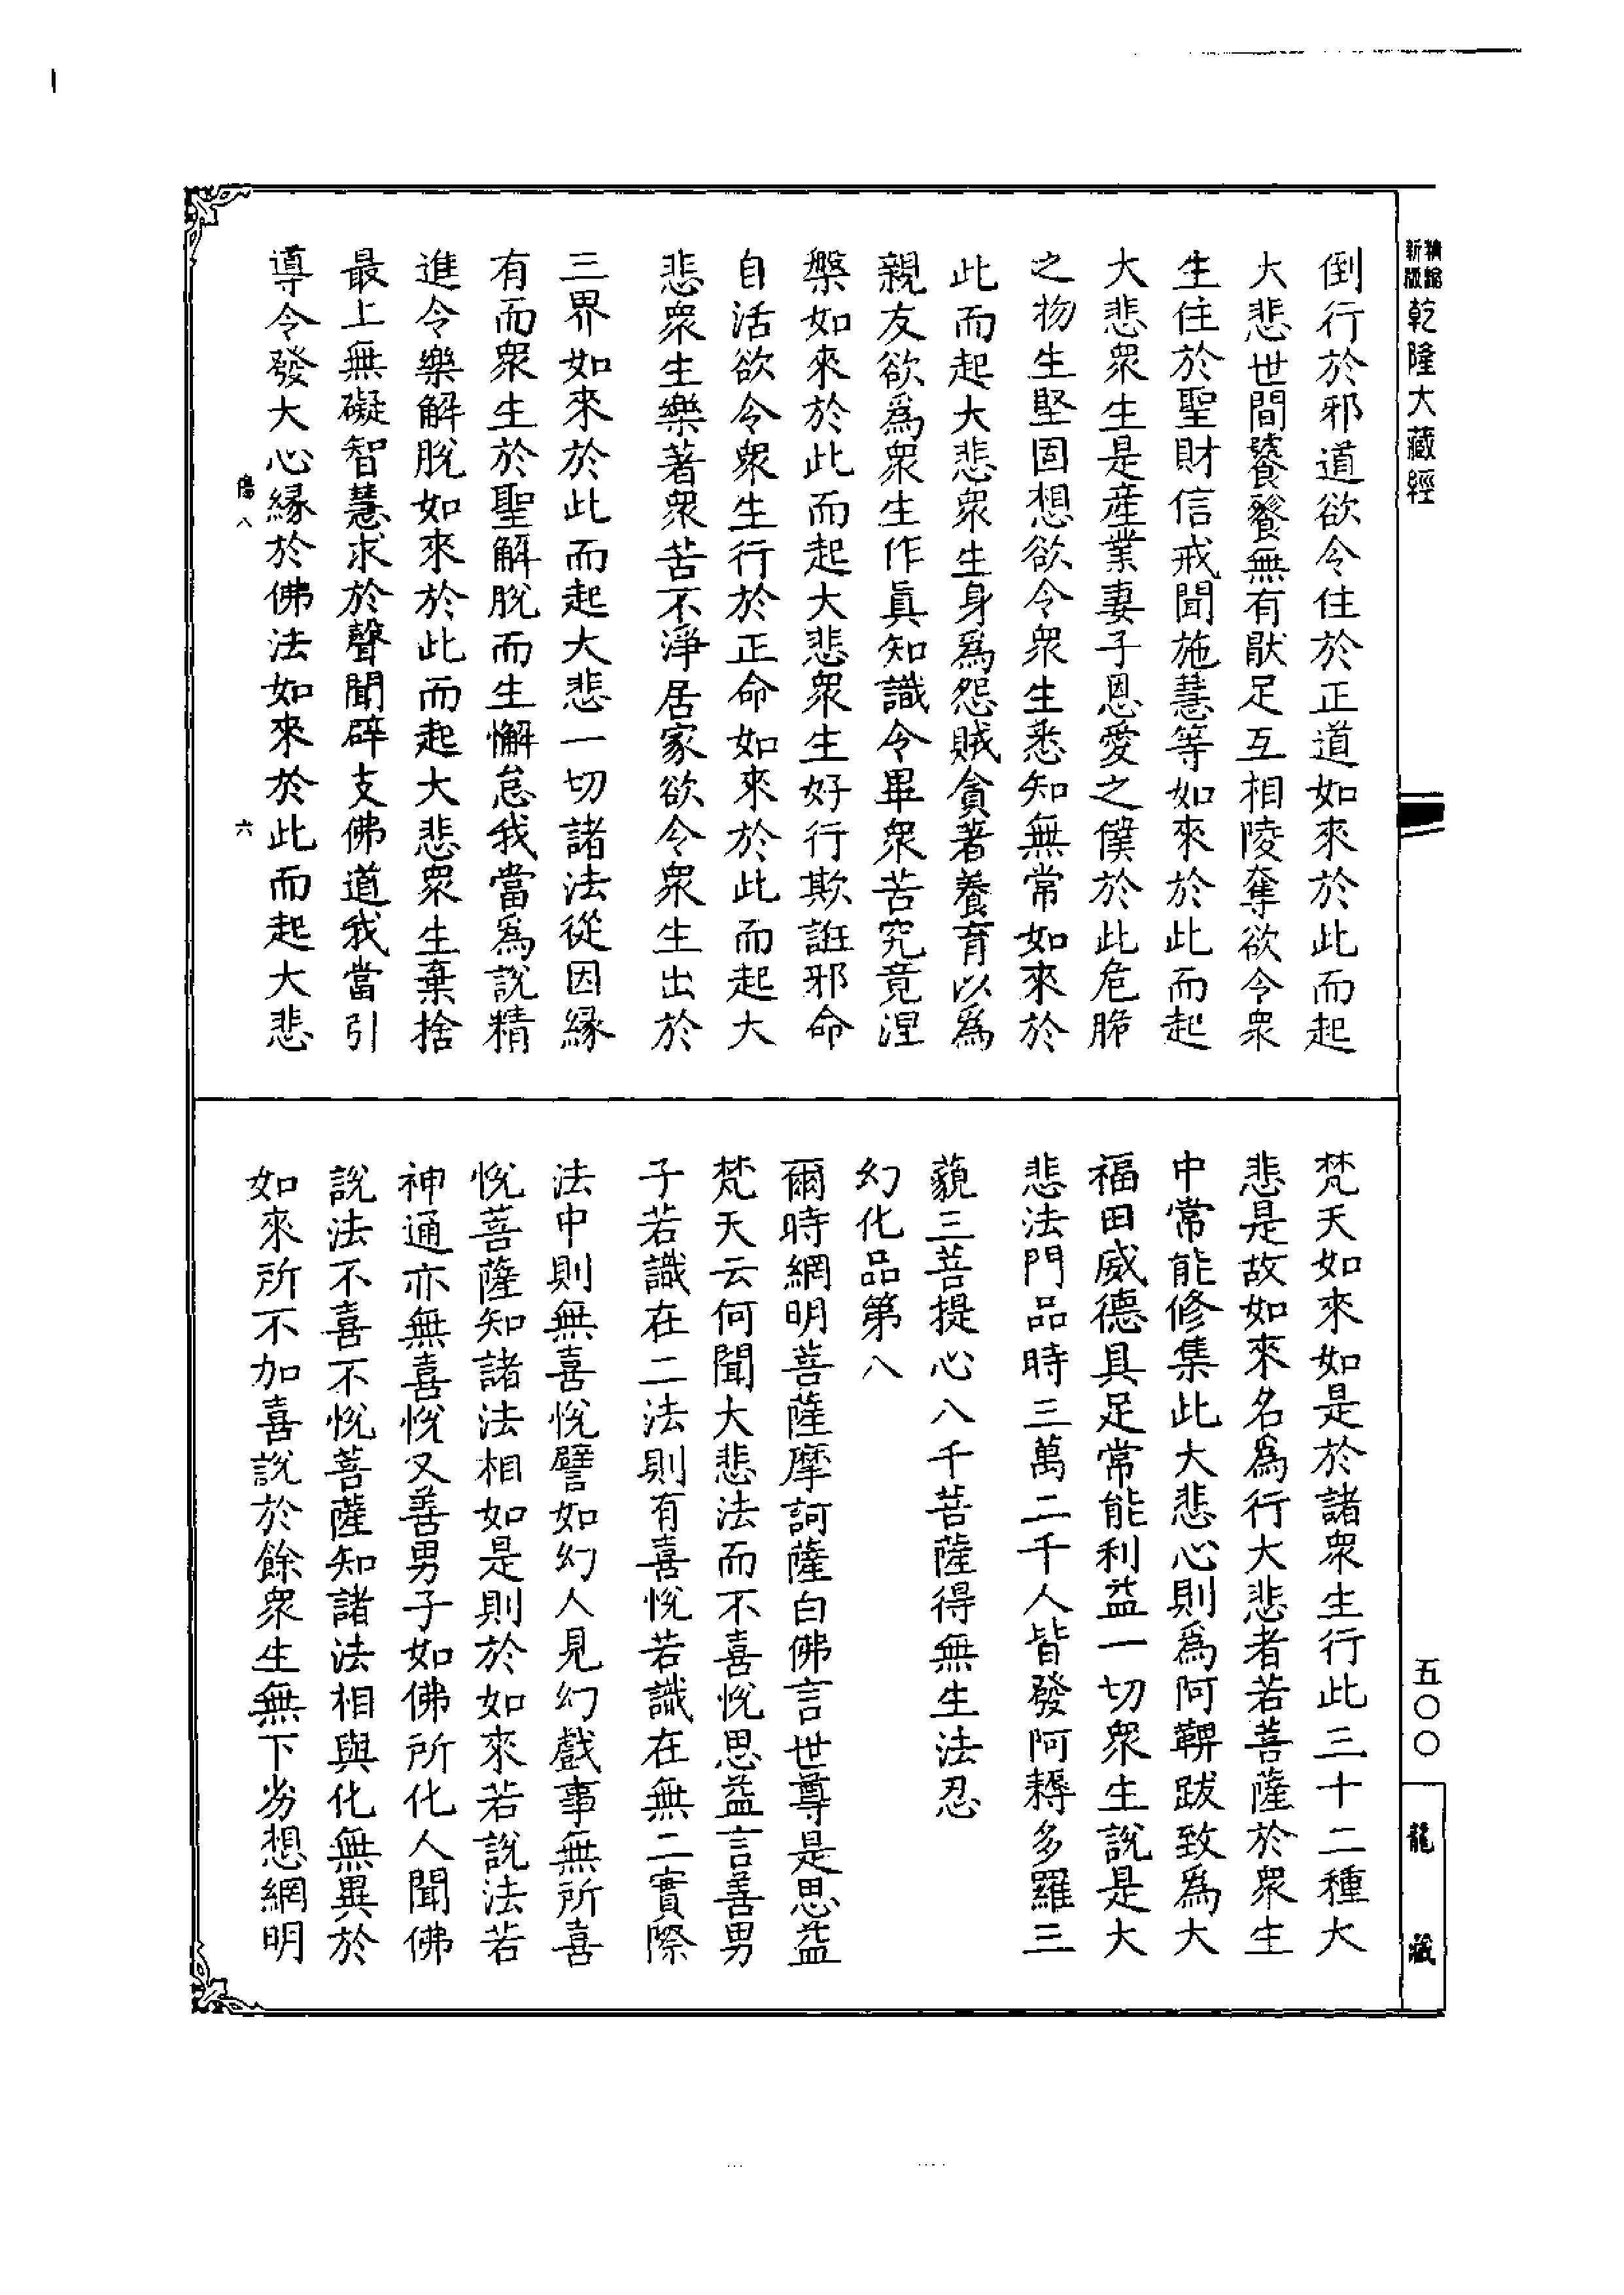 新版
精縮
乾隆大藏經
倒行於邪道欲令住於正道如來於此而起
大悲世間饕餮無有猒足互相陵奪欲令衆
生住於聖財信戒聞施慧等如來於此而起
大悲衆生是產業妻子恩愛之僕於此危脆
之物生堅固想欲令衆生悉知無常如來於
此而起大悲衆生身爲怨賊貪著養育以爲
親友欲爲衆生作眞知識令畢衆苦究竟涅
槃如來於此而起大悲衆生好行欺誑邪命
自活欲令衆生行於正命如來於此而起大
悲衆生樂著衆苦不淨居家欲令衆生出於
三界如來於此而起大悲一切諸法從因緣
有而衆生於聖解脫而生懈怠我當爲說精
進令樂解脫如來於此而起大悲衆生棄捨
最上無礙智慧求於聲聞辟支佛道我當引
導令發大心緣於佛法如來於此而起大悲
傷八 六
梵天如來如是於諸衆生行此三十二種大
悲是故如來名爲行大悲者若菩薩於衆生
中常能修集此大悲心則爲阿鞞跋致爲大
福田威德具足常能利益一切衆生說是大
悲法門品時三萬二千人皆發阿耨多羅三
藐三菩提心八千菩薩得無生法忍
幻化品第八
爾時網明菩薩摩訶薩白佛言世尊是思益
梵天云何聞大悲法而不喜悅思益言善男
子若識在二法則有喜悅若識在無二實際
法中則無喜悅譬如幻人見幻戲事無所喜
悅菩薩知諸法相如是則於如來若說法若
神通亦無喜悅又善男子如佛所化人聞佛
說法不喜不悅菩薩知諸法相與化無異於
如來所不加喜說於餘衆生無下劣想網明
五〇〇
龍藏